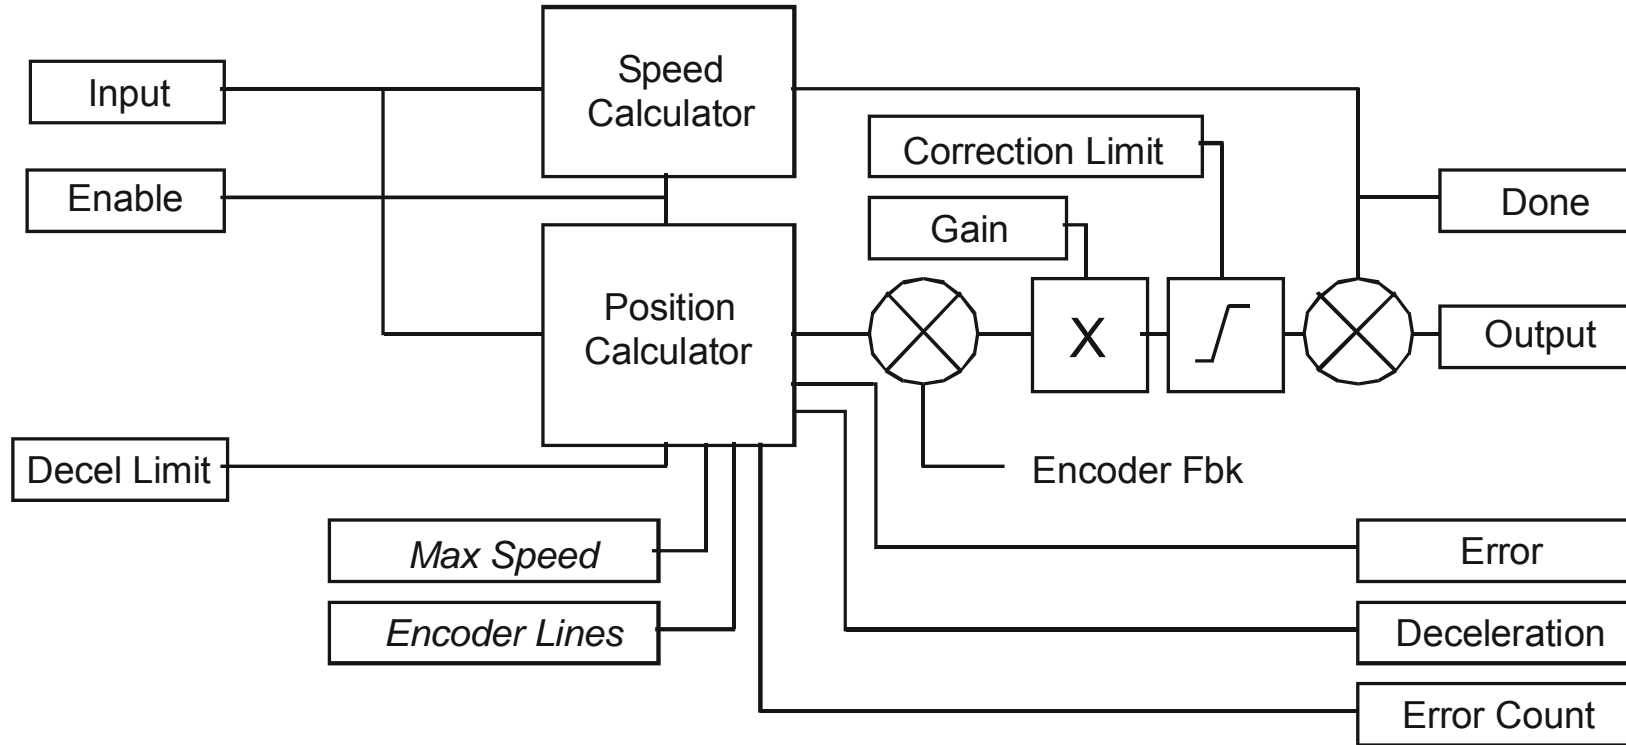 Input
Speed
Calculator
Correction Limit
Enable
Done
Gain
Position
Calculator
X
Output
Decel Limit
Encoder Fbk
Max Speed
Error
Encoder Lines
Deceleration
Error Count